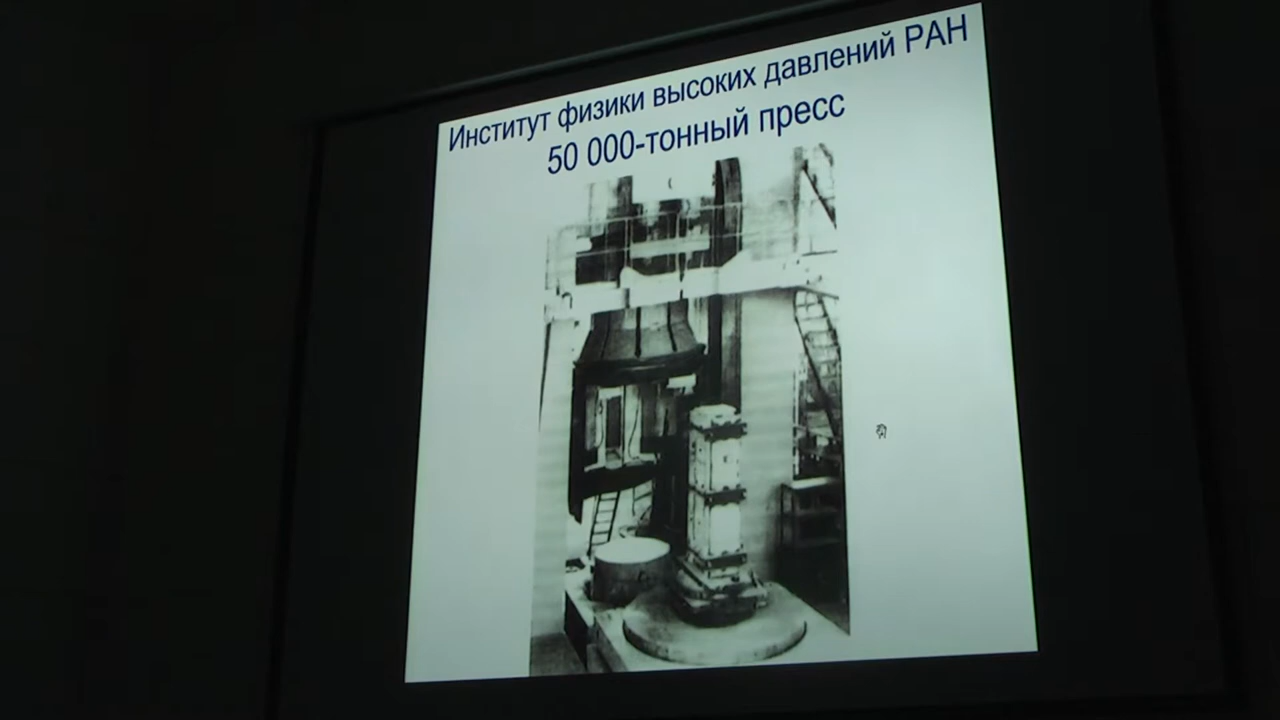 Институт физики высоких давлений РАН
50 000-тонный пресс